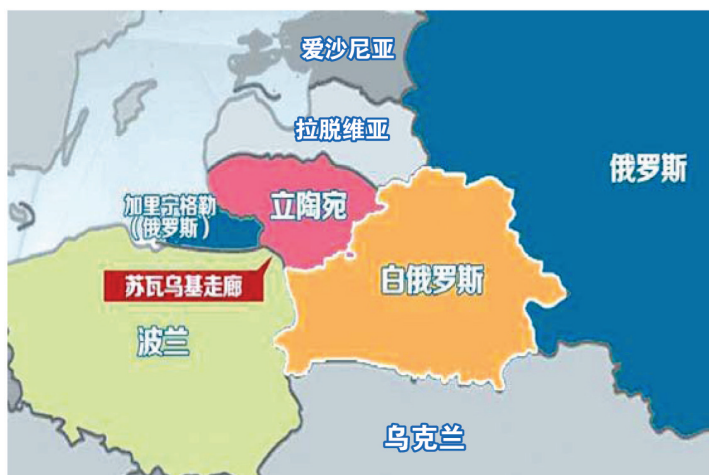 爱沙尼亚
拉脱维亚
俄罗斯
加里宁格勒
(俄罗斯)
立陶宛
苏瓦乌基走廊
白俄罗斯
波兰
乌克兰